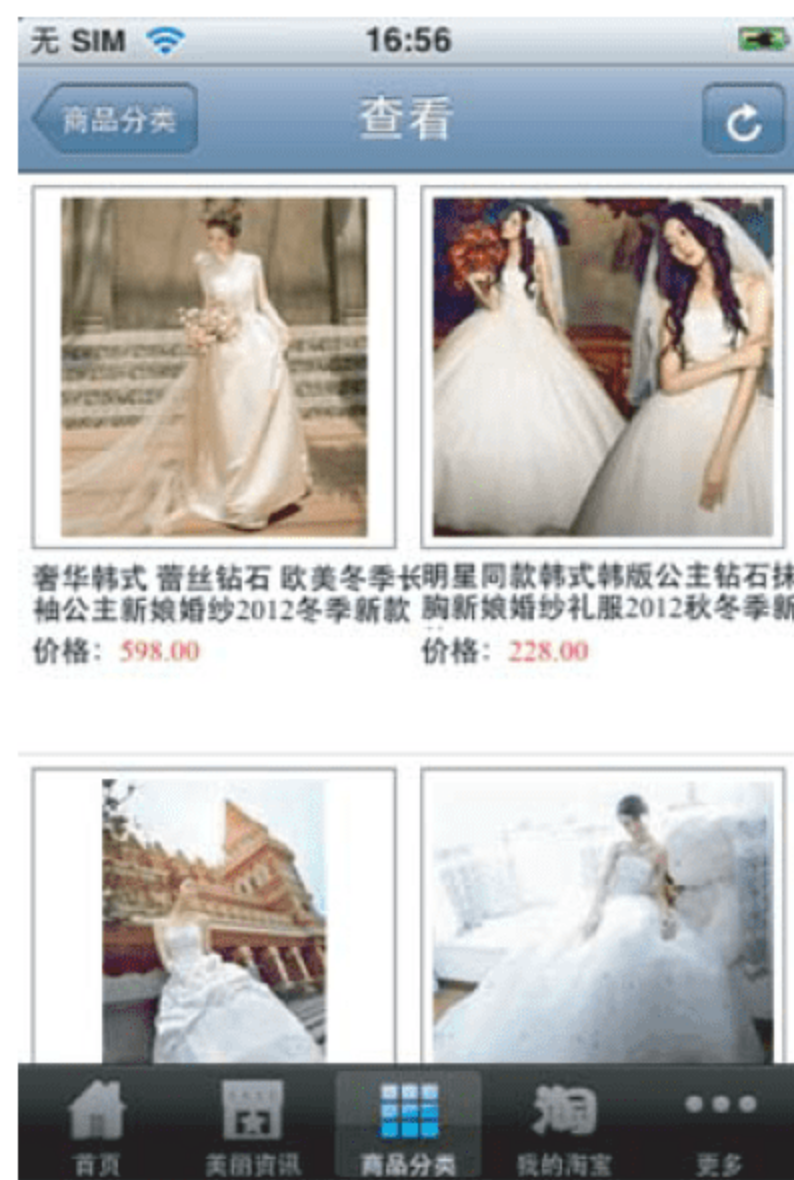 无 SIM
16:56
商品分类
查看
奢华韩式 蕾丝钻石 欧美冬季长
袖公主新娘婚纱2012冬季新款
价格：598.00
明星同款韩式韩版公主钻石抹
胸新娘婚纱礼服2012秋冬季新
价格：228.00
首页
美丽资讯
商品分类
淘
我的淘宝
更多